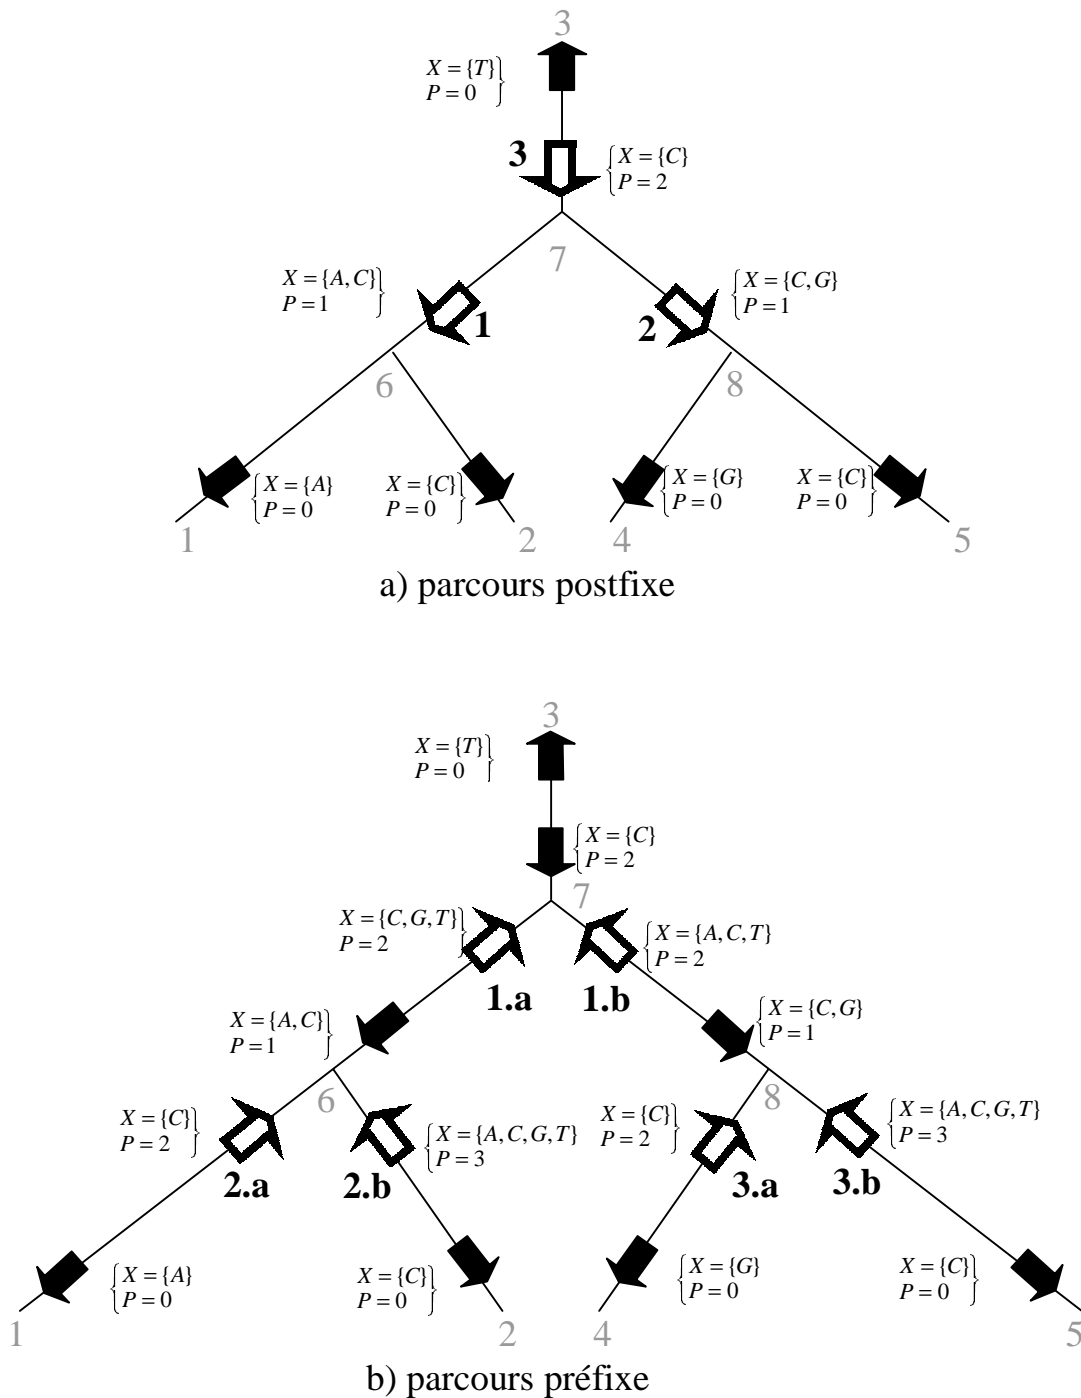 3
X = {T}
P = 0
3
X = {C}
P = 2
7
X = {A, C}
P = 1
X = {C, G}
P = 1
1
2
6
8
X = {A}
P = 0
X = {C}
P = 0
X = {G}
P = 0
X = {C}
P = 0
1
2
4
5
a) parcours postfixe
3
X = {T}
P = 0
X = {C}
P = 2
7
X = {C, G, T}
P = 2
X = {A, C, T}
P = 2
1.a
1.b
X = {A, C}
P = 1
X = {C, G}
P = 1
6
8
X = {C}
P = 2
X = {A, C, G, T}
P = 3
X = {C}
P = 2
X = {A, C, G, T}
P = 3
2.a
2.b
3.a
3.b
X = {A}
P = 0
X = {C}
P = 0
X = {G}
P = 0
X = {C}
P = 0
1
2
4
5
b) parcours préfixe